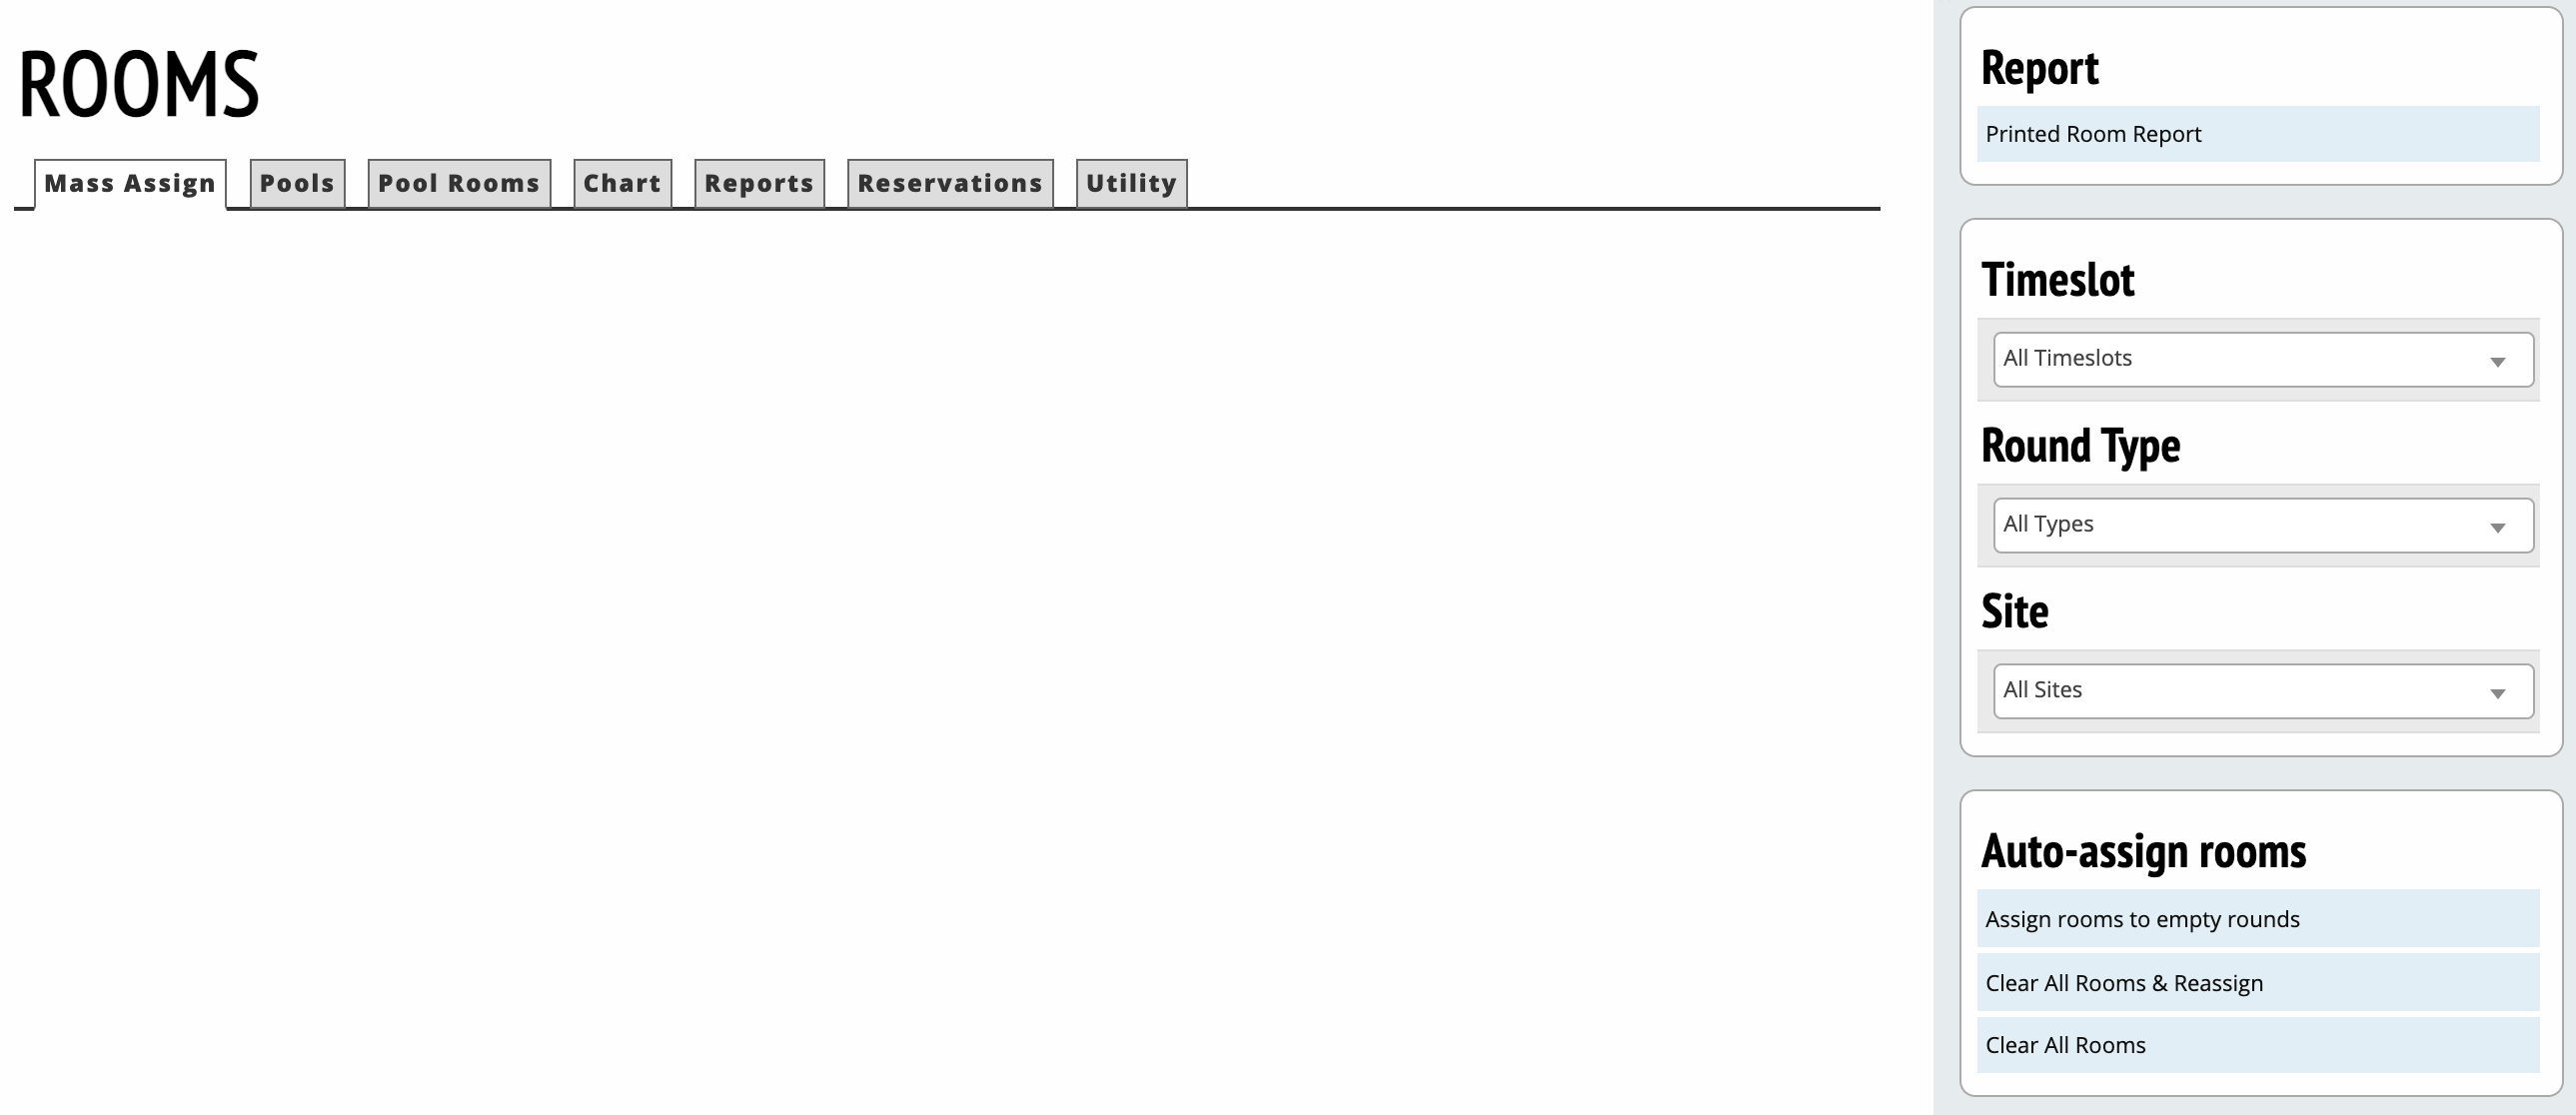 ROOMS
Mass Assign Pools Pool Rooms Chart Reports Reservations Utility
Report
Printed Room Report
Timeslot
All Timeslots
Round Type
All Types
Site
All Sites
Auto-assign rooms
Assign rooms to empty rounds
Clear All Rooms & Reassign
Clear All Rooms